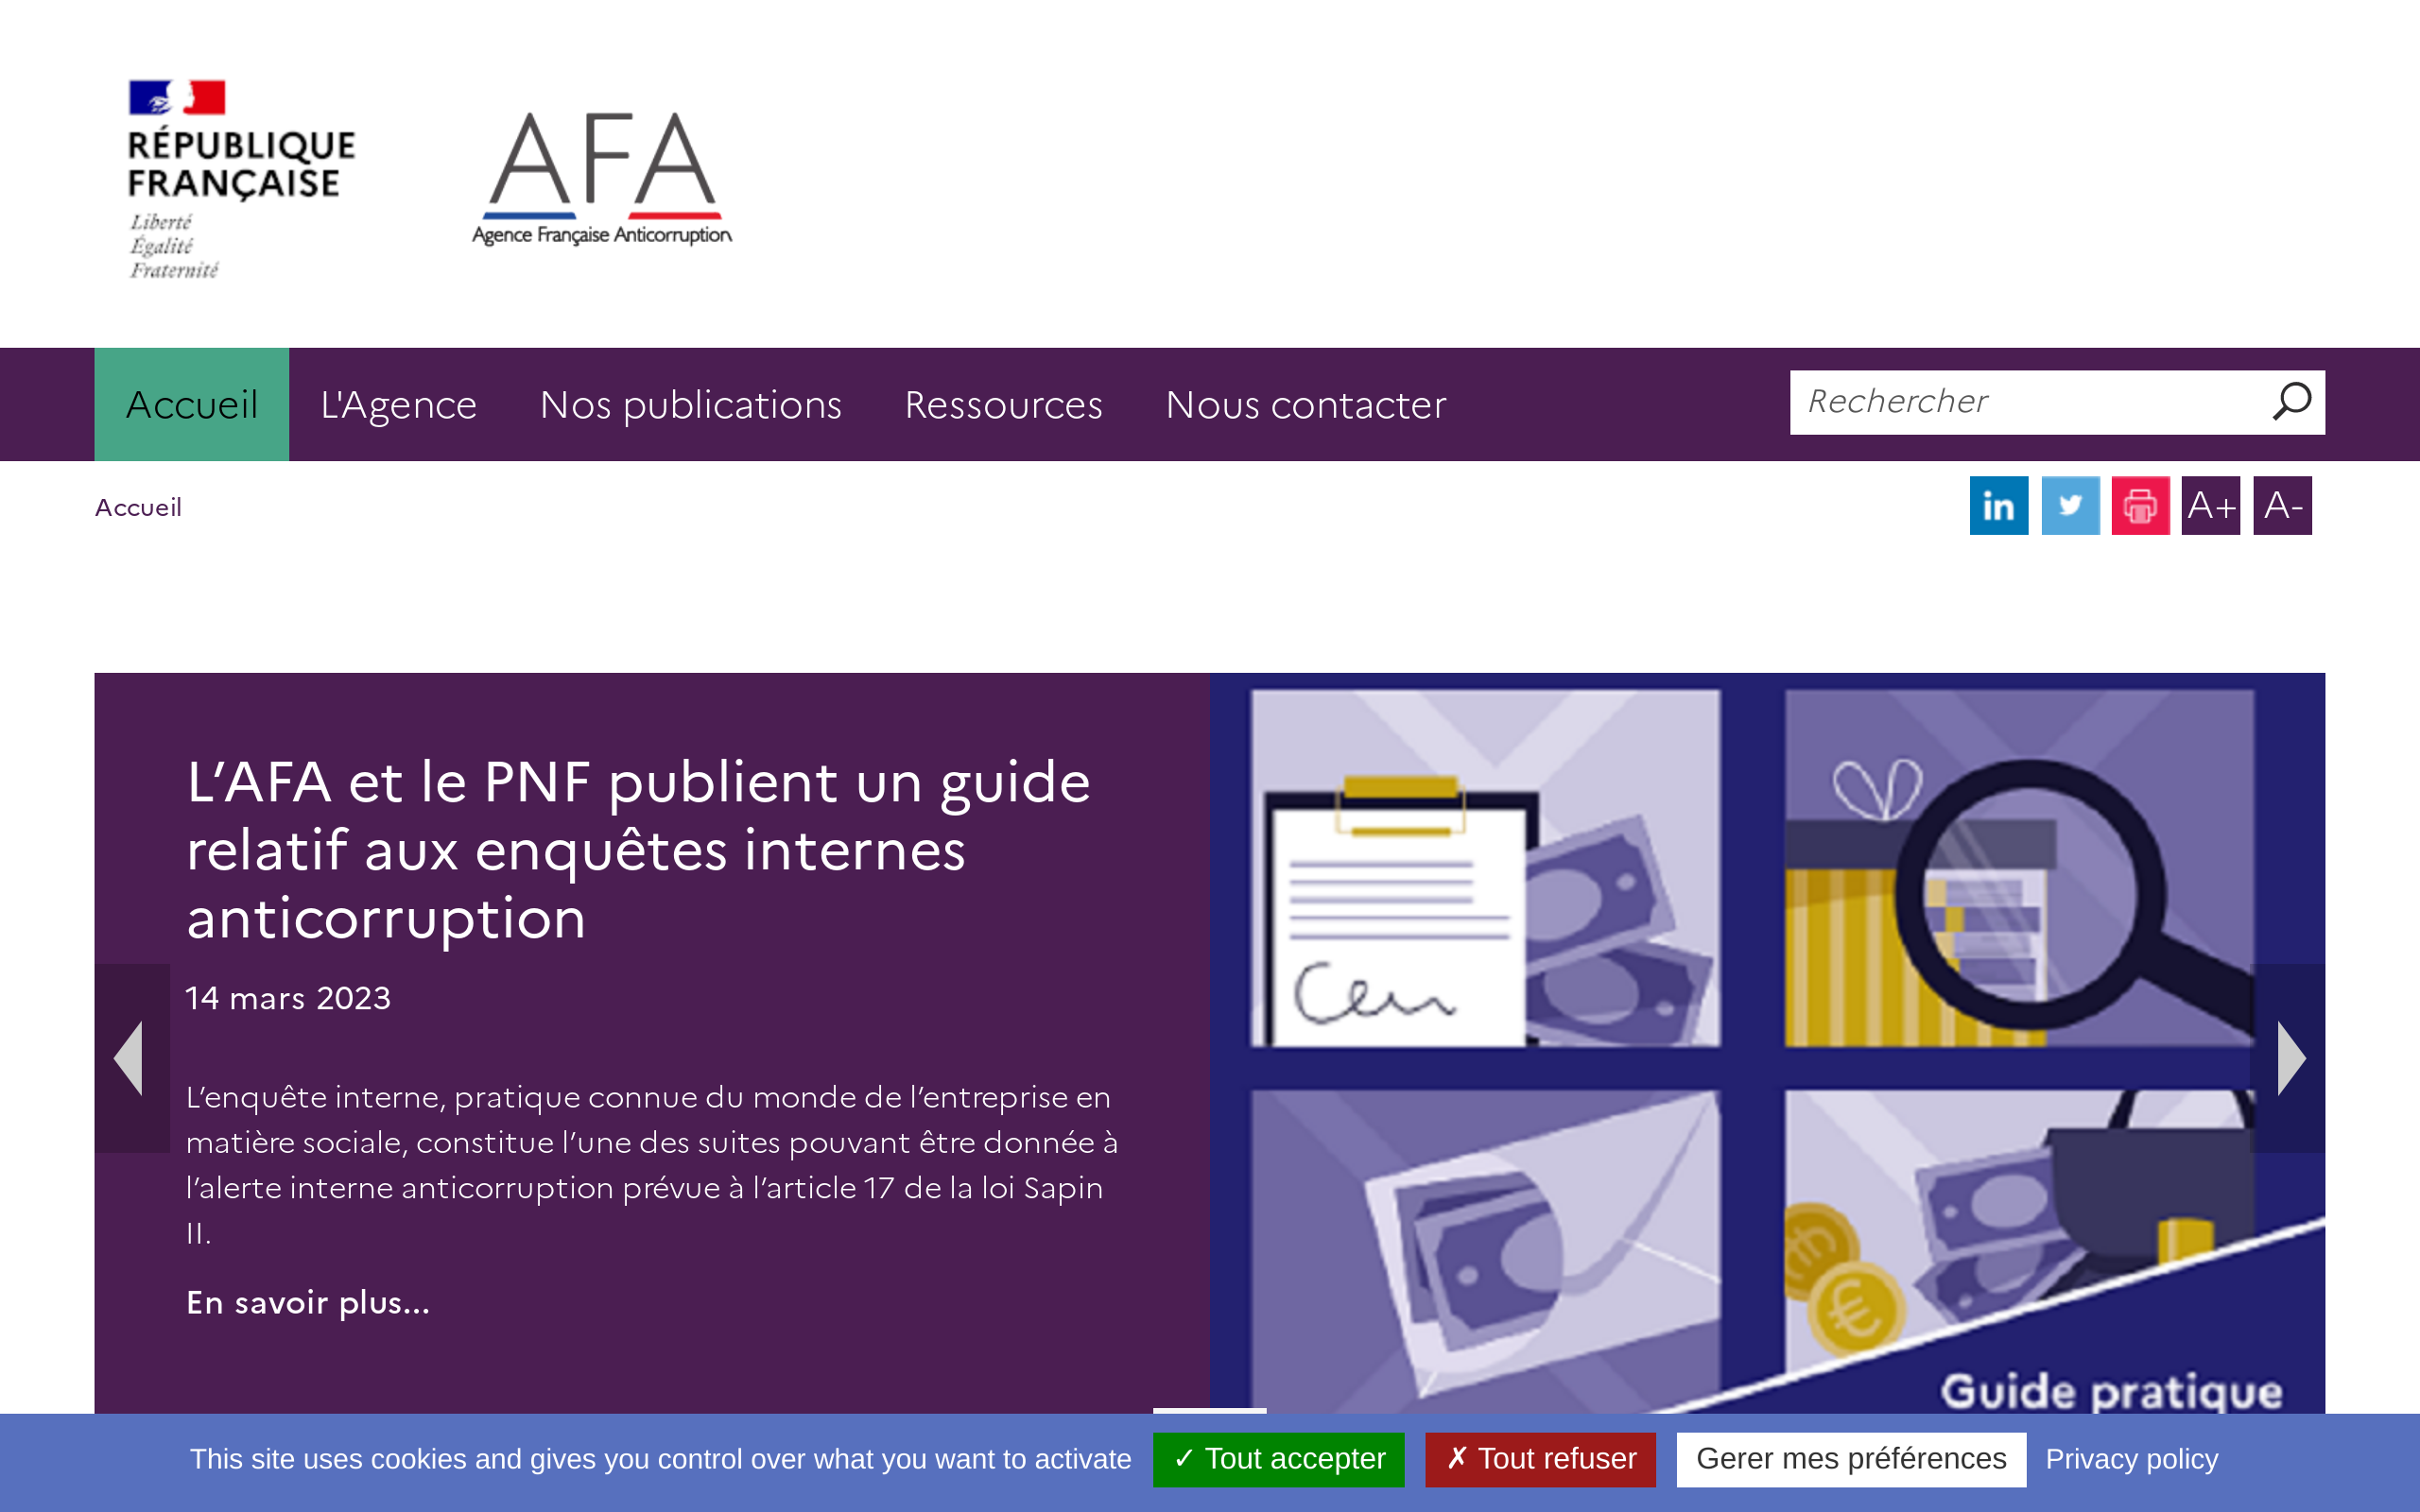 RÉPUBLIQUE
FRANÇAISE
Liberté
Égalité
Fraternité
AFA
Agence Française Anticorruption
Accueil L'Agence Nos publications Ressources Nous contacter Rechercher
Accueil
in A+ A-
L’AFA et le PNF publient un guide
relatif aux enquêtes internes
anticorruption
14 mars 2023
L’enquête interne, pratique connue du monde de l’entreprise en
matière sociale, constitue l’une des suites pouvant être donnée à
l’alerte interne anticorruption prévue à l’article 17 de la loi Sapin
II.
En savoir plus...
Guide pratique
This site uses cookies and gives you control over what you want to activate ✓ Tout accepter ✗ Tout refuser Gerer mes préférences Privacy policy